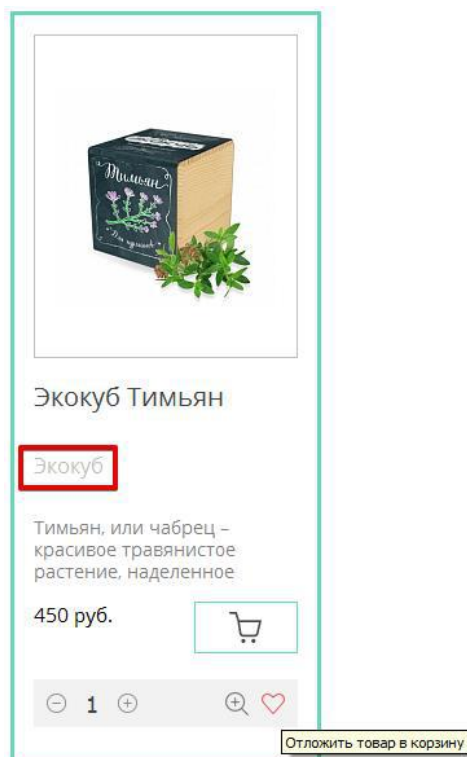 Тимьян
Экокуб Тимьян
Экокуб
Тимьян, или чабрец –
красивое травянистое
растение, наделенное
450 руб.
1
Отложить товар в корзину